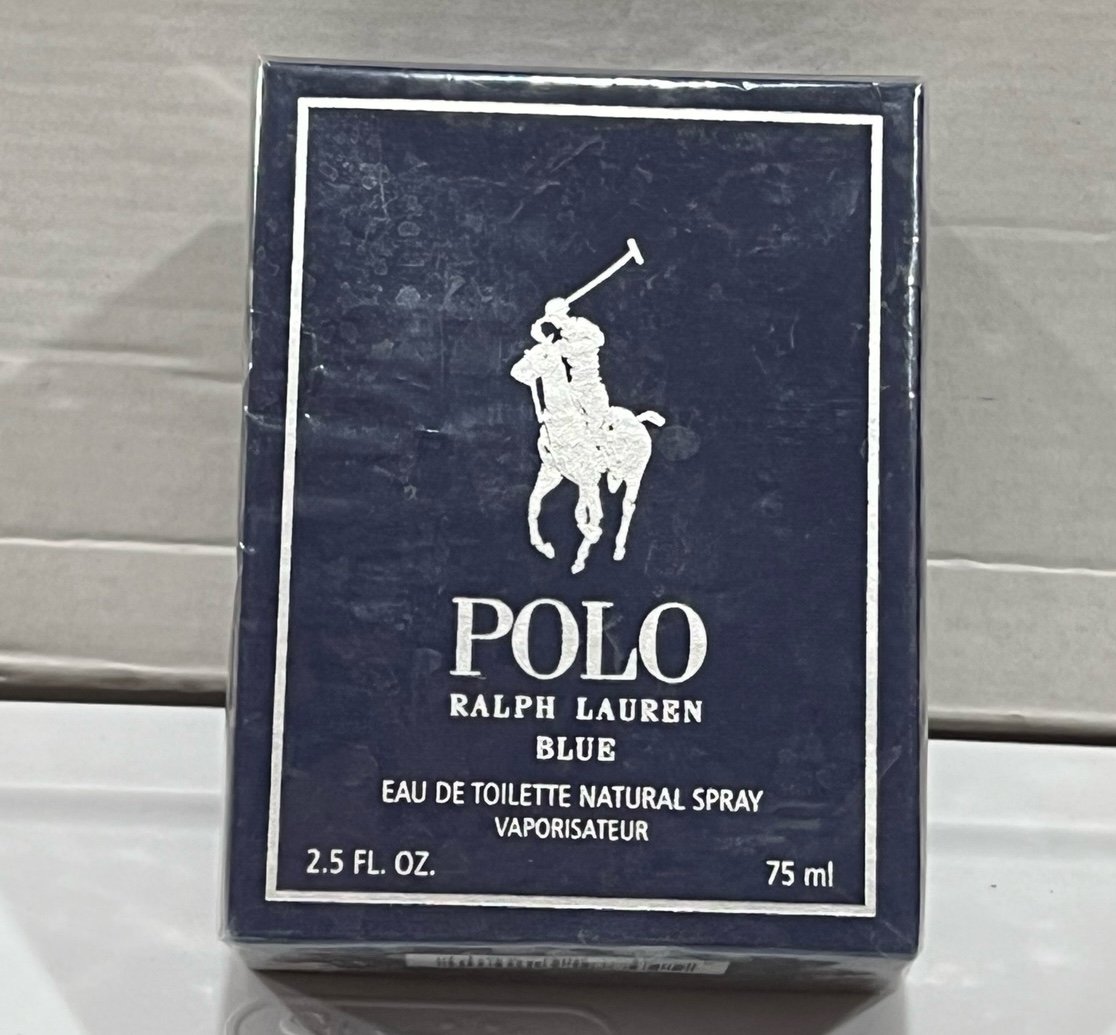 POLO
RALPH LAUREN
BLUE
EAU DE TOILETTE NATURAL SPRAY
VAPORISATEUR
2.5 FL. OZ. 75 ml